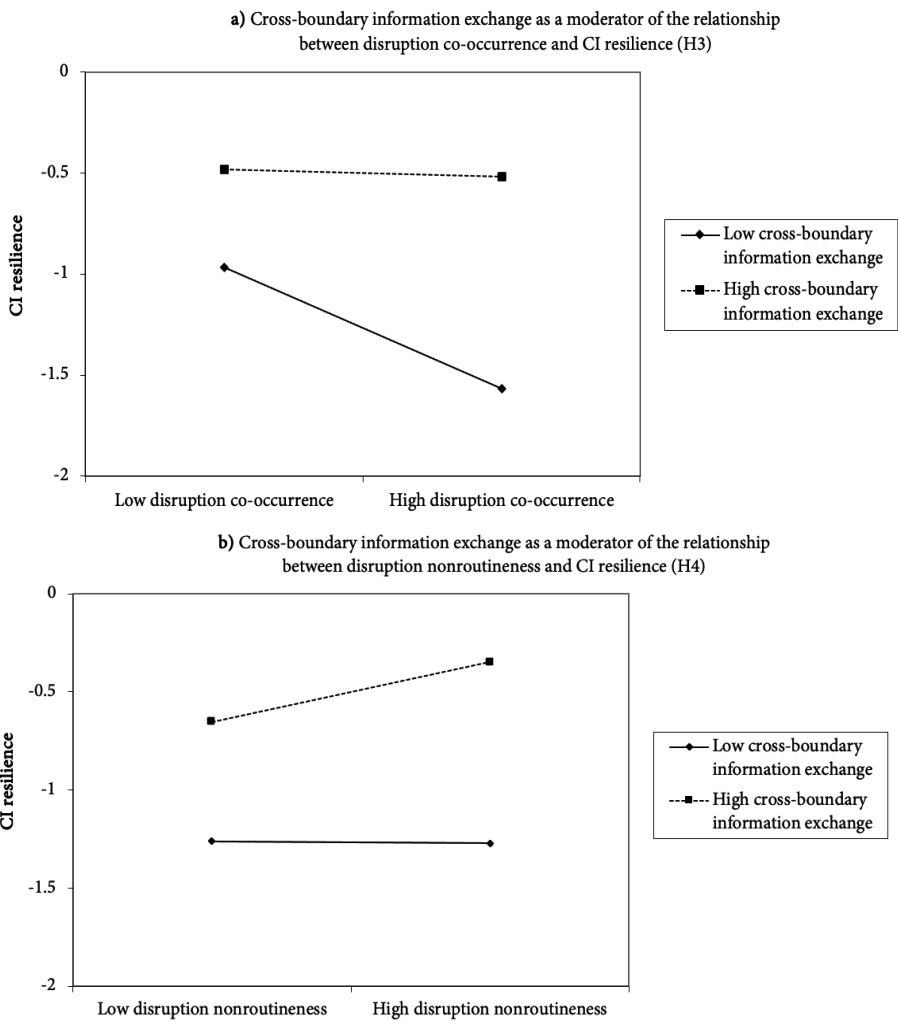 a) Cross-boundary information exchange as a moderator of the relationship
between disruption co-occurrence and CI resilience (H3)
0
-0.5
-1
-1.5
-2
CI resilience
Low disruption co-occurrence
High disruption co-occurrence
Low cross-boundary
information exchange
High cross-boundary
information exchange
b) Cross-boundary information exchange as a moderator of the relationship
between disruption nonroutineness and CI resilience (H4)
0
-0.5
-1
-1.5
-2
CI resilience
Low disruption nonroutineness
High disruption nonroutineness
Low cross-boundary
information exchange
High cross-boundary
information exchange